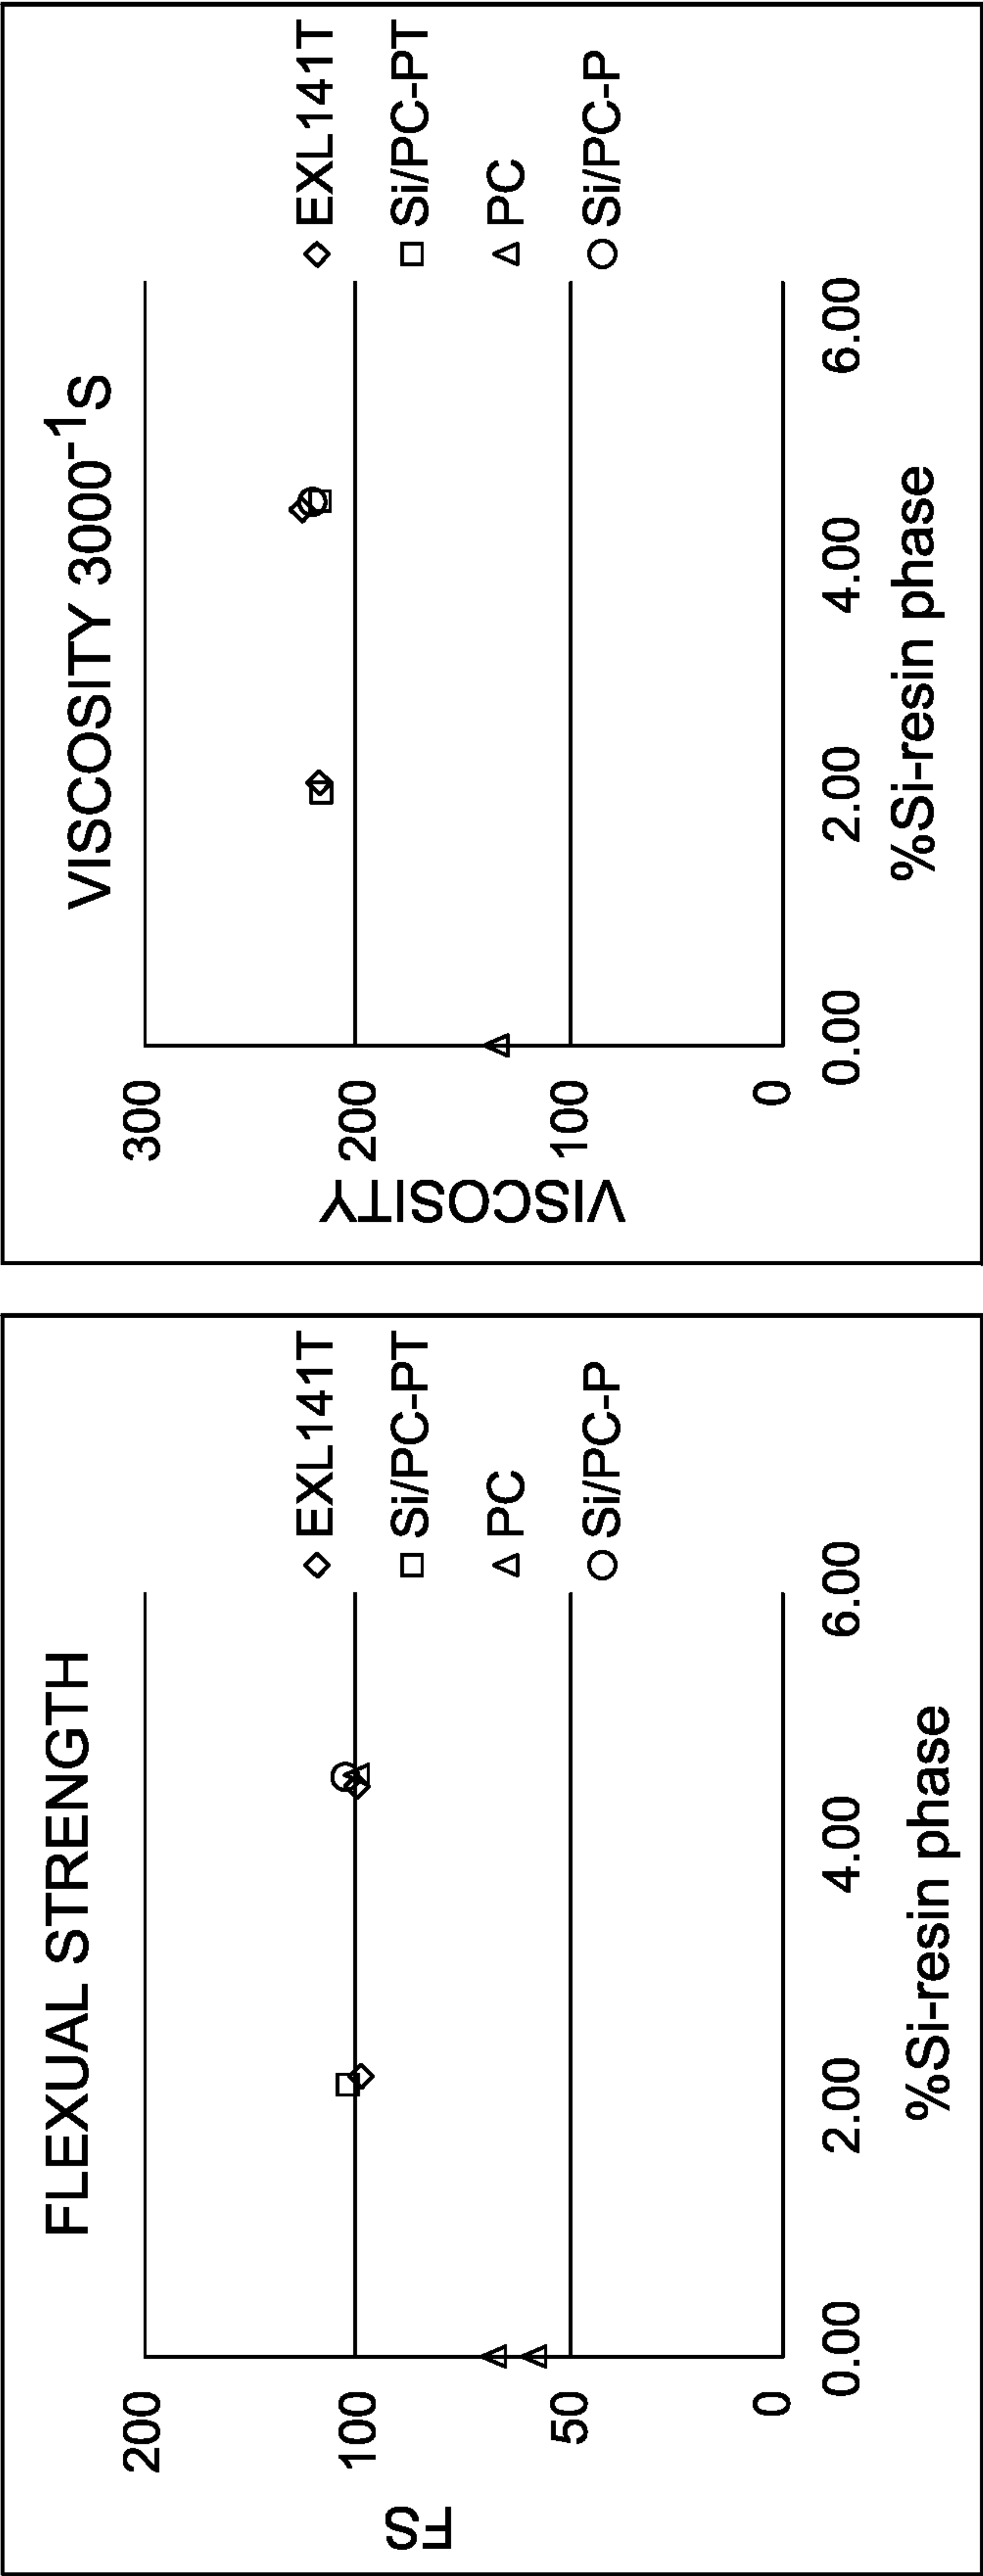 FLEXUAL STRENGTH
200
100
50
0
FS
0.00
2.00
4.00
6.00
%Si-resin phase
EXL141T
Si/PC-PT
PC
Si/PC-P
VISCOSITY 3000-1S
300
200
100
0
VISCOSITY
0.00
2.00
4.00
6.00
%Si-resin phase
EXL141T
Si/PC-PT
PC
Si/PC-P